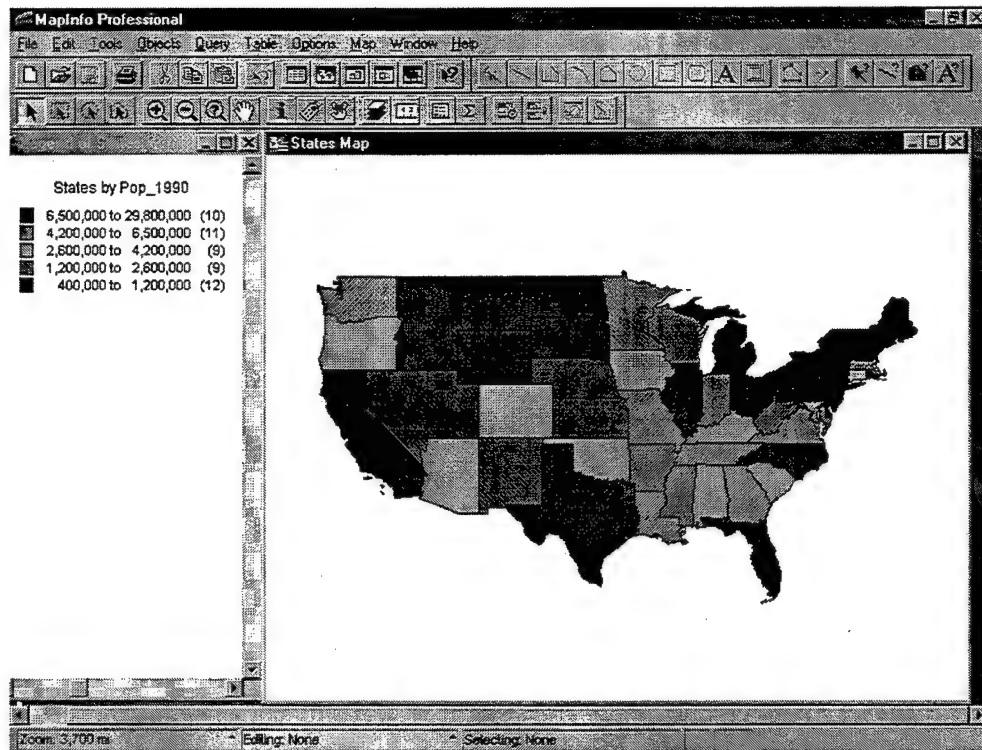 MapInfo Professional
File Edit Tools Objects Query Table Options Map Window Help
States Map
States by Pop_1990
6,500,000 to 29,800,000 (10)
4,200,000 to 6,500,000 (11)
2,600,000 to 4,200,000 (9)
1,200,000 to 2,600,000 (9)
400,000 to 1,200,000 (12)
Zoom: 3,700 mi Editing: None Selecting: None